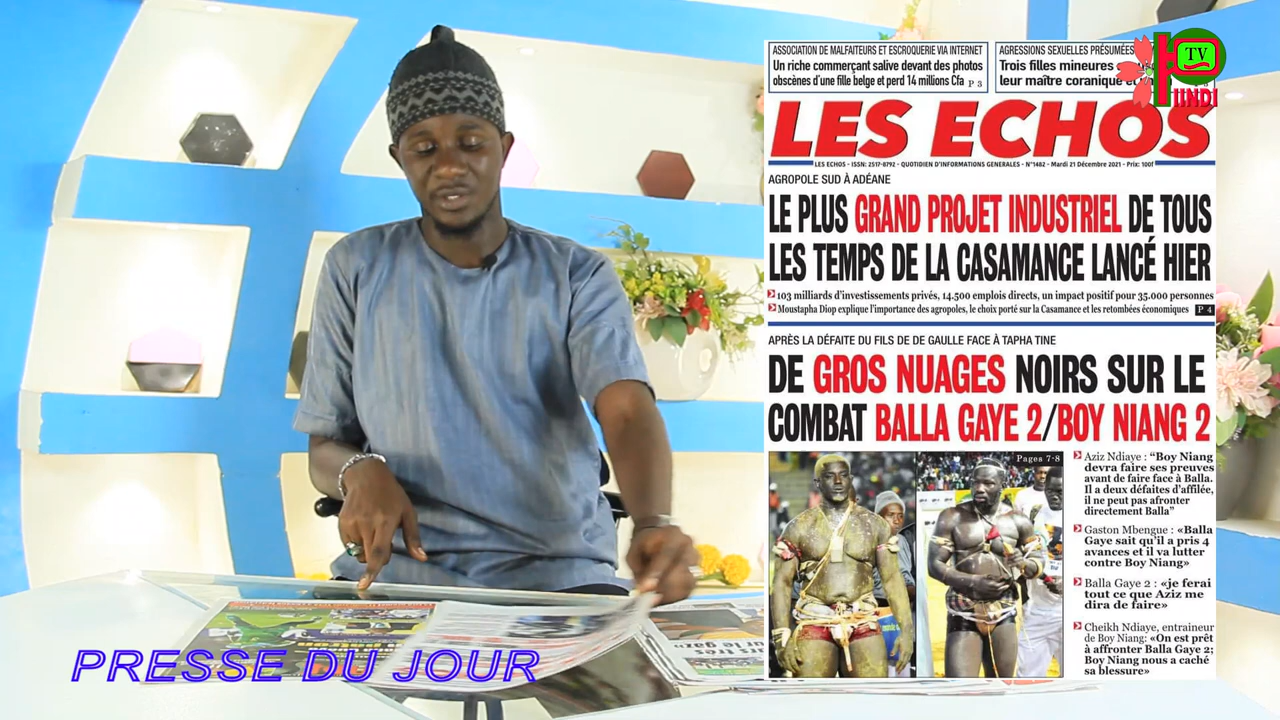 ASSOCIATION DE MALFAITEURS ET ESCROQUERIE VIA INTERNET
Un riche commerçant salive devant des photos
obscènes d'une fille belge et perd 14 millions Cfa P 3
AGRESSIONS SEXUELLES PRÉSUMÉES
Trois filles mineures
leur maître coranique
TV
PIINDI
LES ECHOS
LES ECHOS - ISSN: 2517-8792 - QUOTIDIEN D'INFORMATIONS GENERALES - N°1482 - Mardi 21 Décembre 2021 - Prix: 100f
AGROPOLE SUD À ADÉANE
LE PLUS GRAND PROJET INDUSTRIEL DE TOUS
LES TEMPS DE LA CASAMANCE LANCÉ HIER
103 milliards d'investissements privés, 14.500 emplois directs, un impact positif pour 35.000 personnes
Moustapha Diop explique l'importance des agropoles, le choix porté sur la Casamance et les retombées économiques P 4
APRÈS LA DÉFAITE DU FILS DE DE GAULLE FACE À TAPHA TINE
DE GROS NUAGES NOIRS SUR LE
COMBAT BALLA GAYE 2/BOY NIANG 2
Pages 7-8
Aziz Ndiaye : “Boy Niang
devra faire ses preuves
avant de faire face à Balla.
Il a deux défaites d'affilée,
il ne peut pas afronter
directement Balla”
Gaston Mbengue : «Balla
Gaye sait qu'il a pris 4
avances et il va lutter
contre Boy Niang»
Balla Gaye 2 : «je ferai
tout ce que Aziz me
dira de faire»
Cheikh Ndiaye, entraineur
de Boy Niang: «On est prêt
à affronter Balla Gaye 2;
Boy Niang nous a caché
sa blessure»
PRESSE DU JOUR